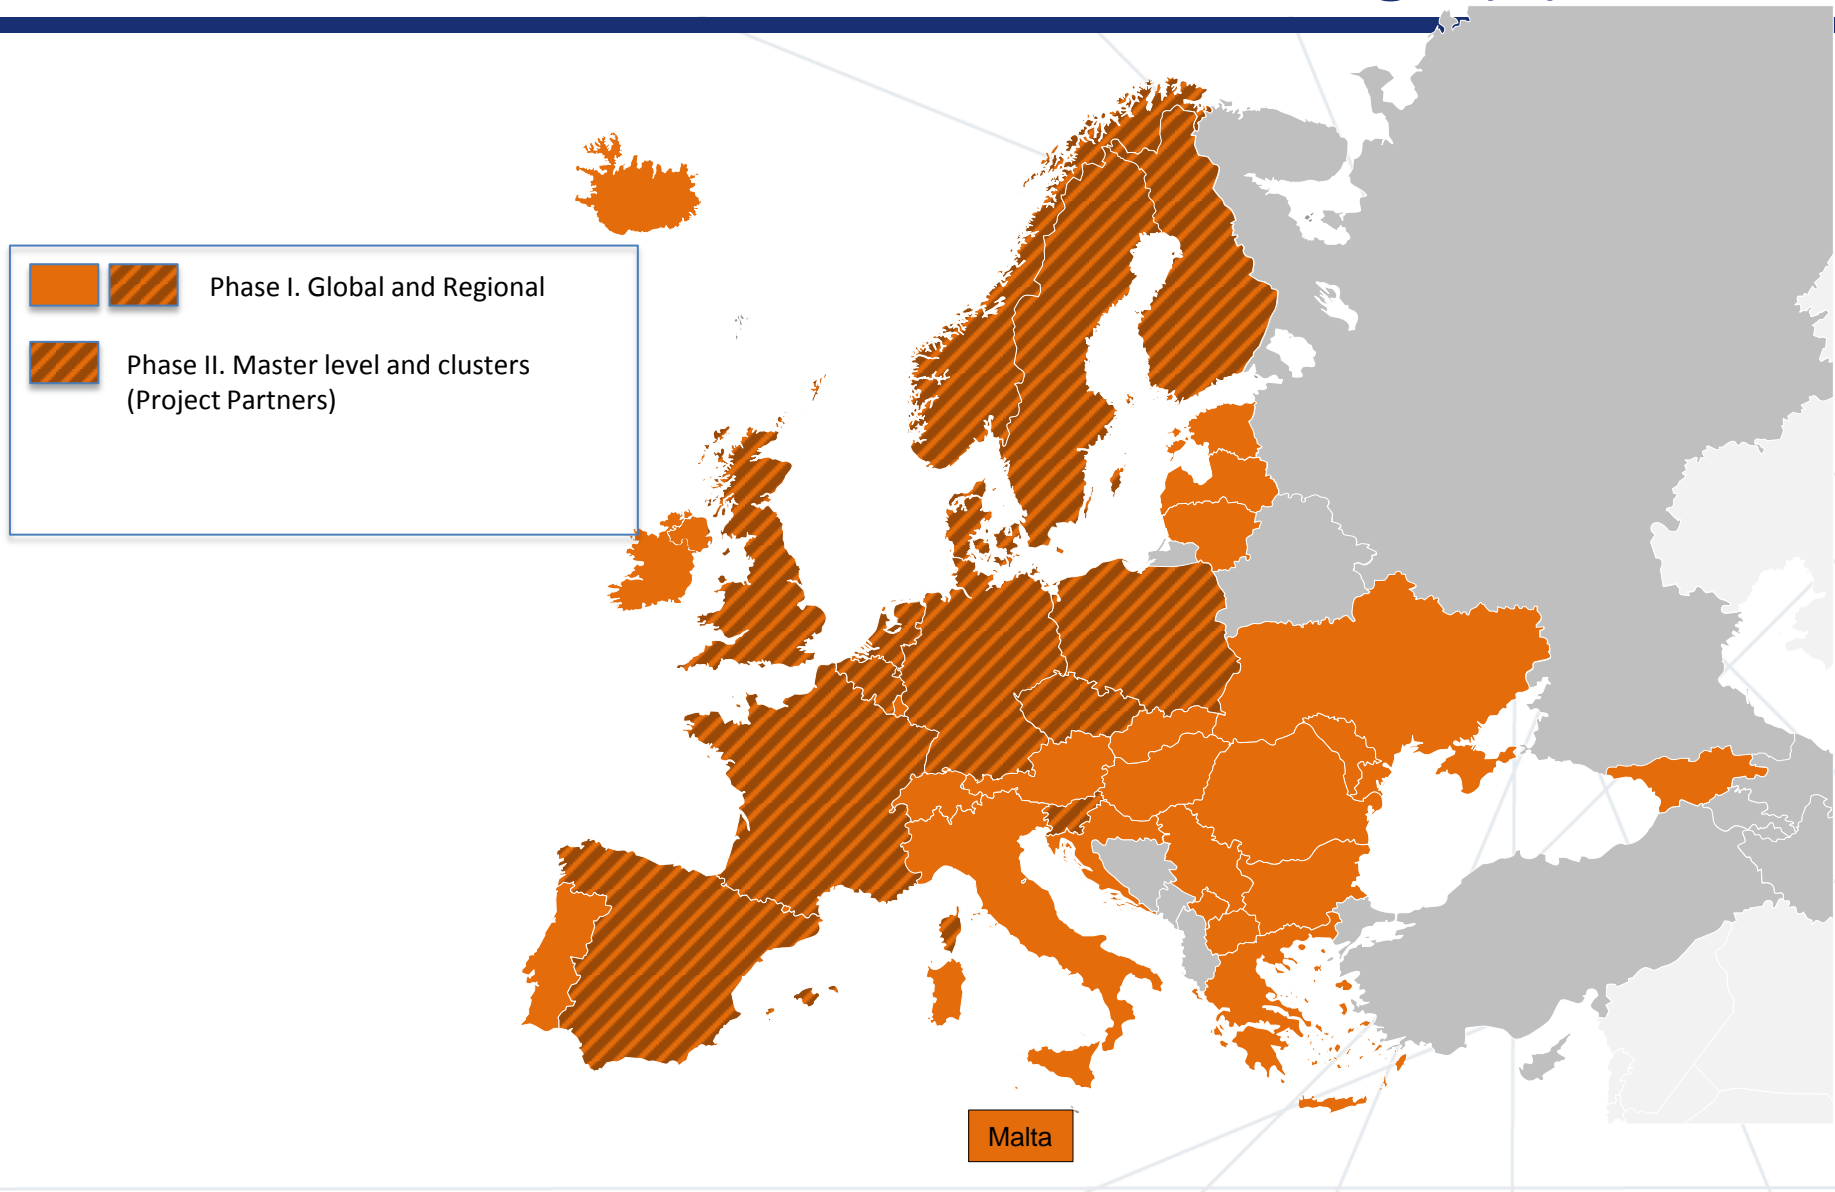 Phase I. Global and Regional
Phase II. Master level and clusters
(Project Partners)
Malta